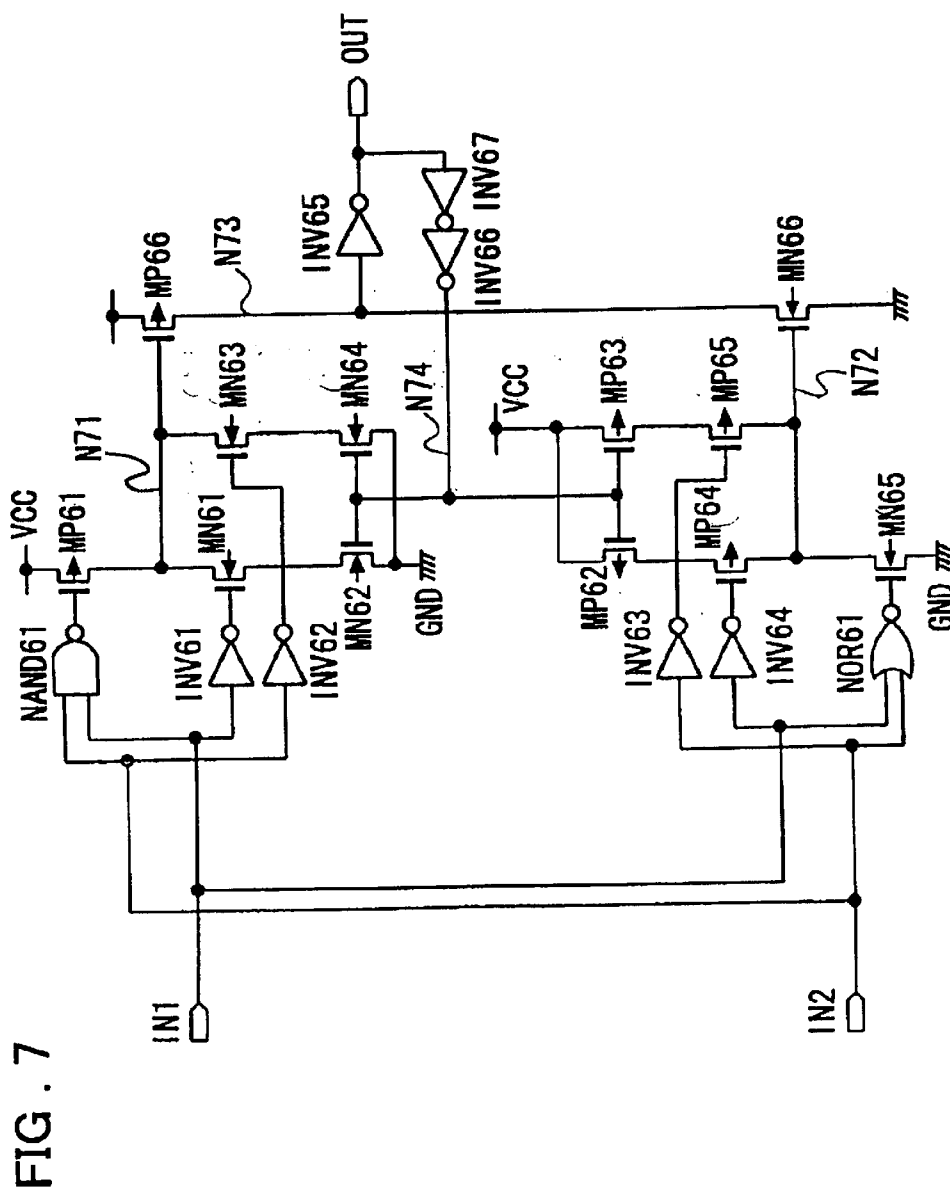 FIG. 7
IN1
IN2
NAND61
VCC
MP61
N71
INV61
MN61
INV62
MN62
GND
MP66
MN63
MN64
N73
N74
INV65
OUT
INV67
INV66
VCC
MP62
MP63
INV63
MP64
MP65
INV64
NOR61
MN65
GND
N72
MN66